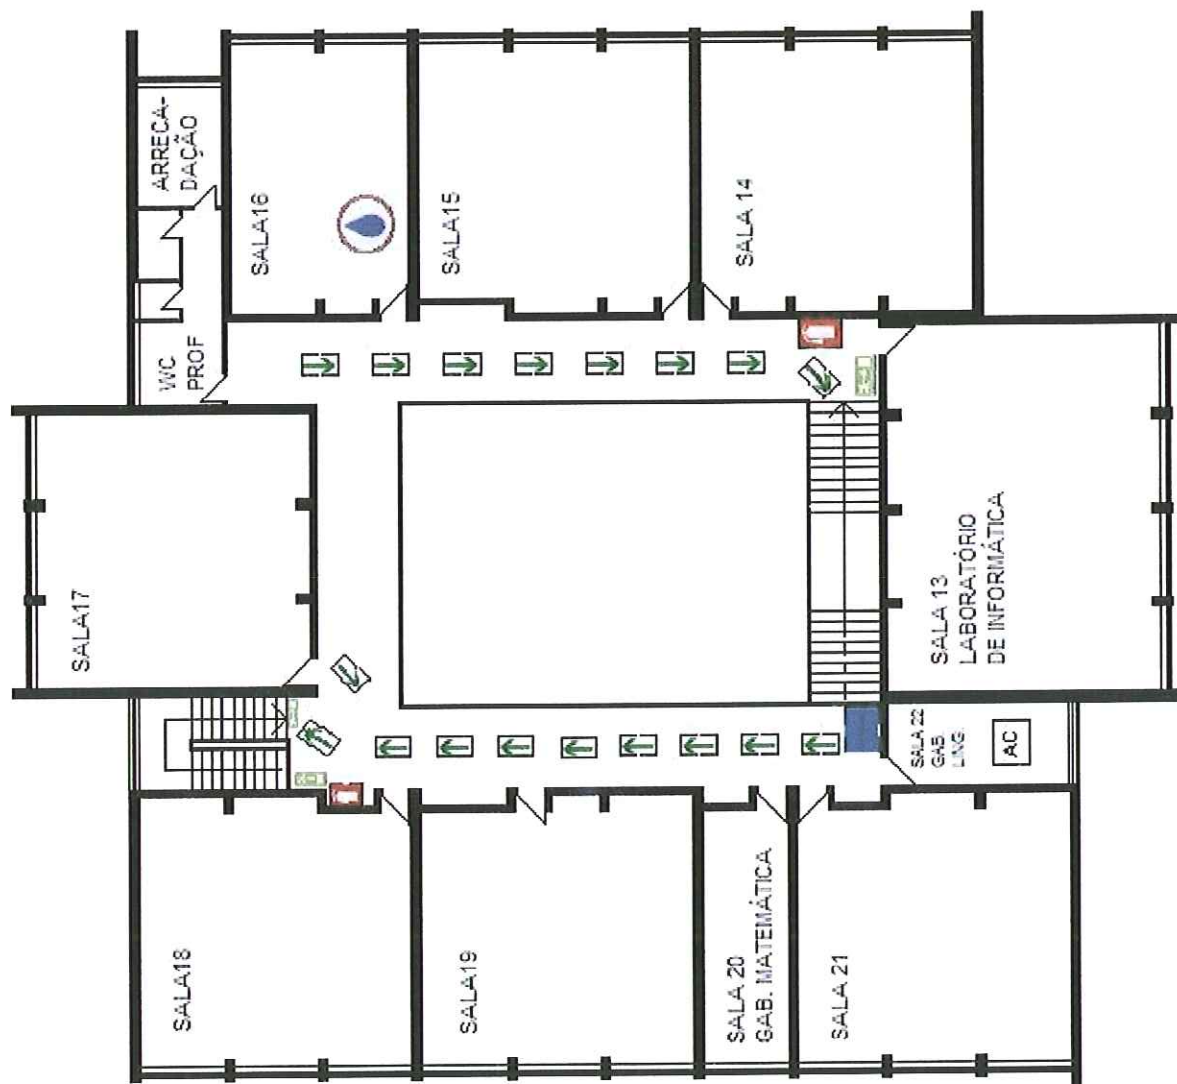 ARRECA-
DAÇÃO
SALA16
SALA15
SALA 14
WC
PROF
SALA17
SALA 13
LABORATÓRIO
DE INFORMÁTICA
SALA 22
GAB.
LING.
AC
SALA18
SALA19
SALA 20
GAB. MATEMÁTICA
SALA 21